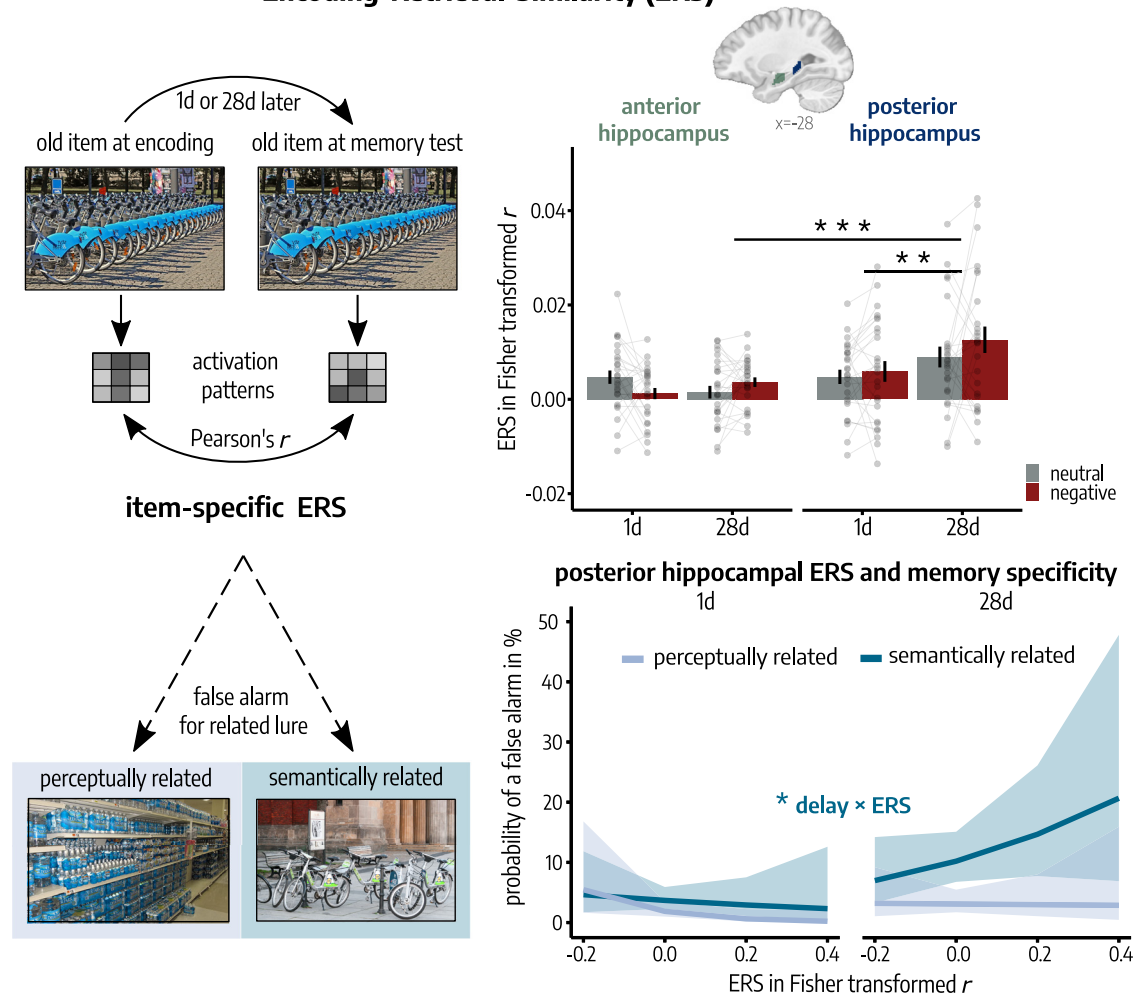 Encoding-Retrieval Similarity (ERS)
1d or 28d later
old item at encoding
old item at memory test
activation
patterns
Pearson's r
item-specific ERS
false alarm
for related lure
perceptually related
semantically related
anterior
hippocampus
x=-28
posterior
hippocampus
ERS in Fisher transformed r
0.04
0.02
0.00
-0.02
* * *
* *
1d
28d
1d
28d
neutral
negative
posterior hippocampal ERS and memory specificity
1d
28d
probability of a false alarm in %
50
40
30
20
10
0
perceptually related
semantically related
* delay × ERS
-0.2
0.0
0.2
0.4
-0.2
0.0
0.2
0.4
ERS in Fisher transformed r